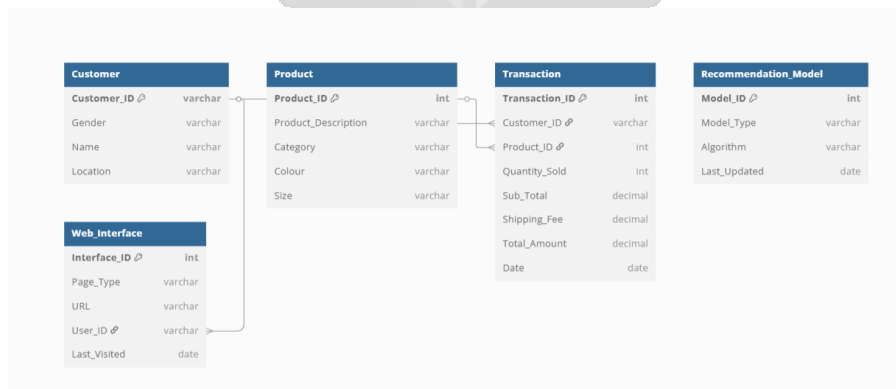 Customer
Customer_ID varchar
Gender varchar
Name varchar
Location varchar
Product
Product_ID int
Product_Description varchar
Category varchar
Colour varchar
Size varchar
Transaction
Transaction_ID int
Customer_ID varchar
Product_ID int
Quantity_Sold int
Sub_Total decimal
Shipping_Fee decimal
Total_Amount decimal
Date date
Recommendation_Model
Model_ID int
Model_Type varchar
Algorithm varchar
Last_Updated date
Web_Interface
Interface_ID int
Page_Type varchar
URL varchar
User_ID varchar
Last_Visited date